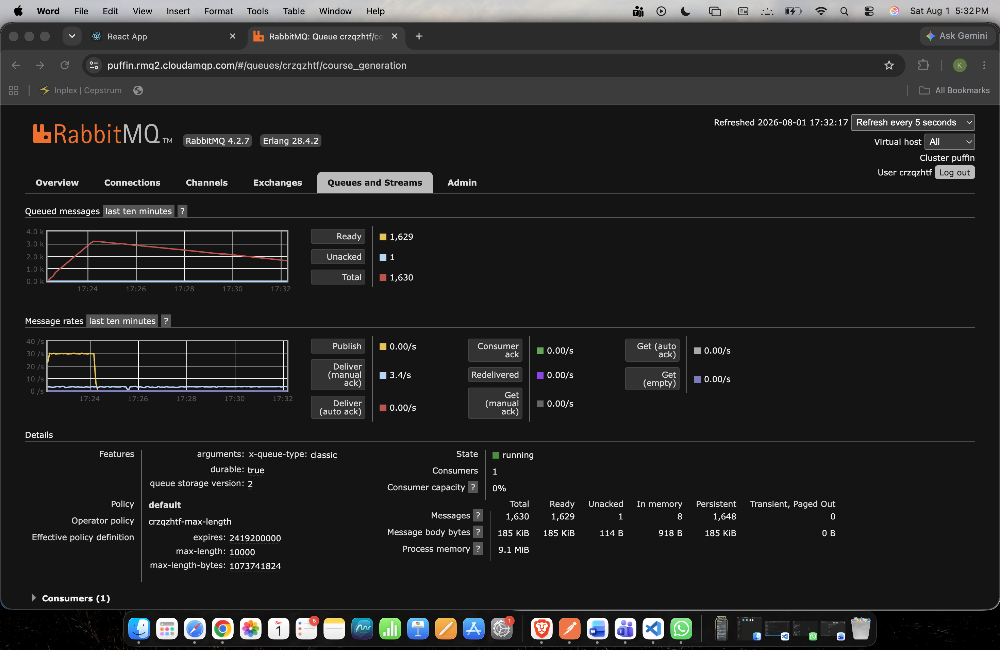 Word File Edit View Insert Format Tools Table Window Help Sat Aug 1 5:32 PM
React App RabbitMQ: Queue crzqzhtf/co Ask Gemini
puffin.rmq2.cloudamqp.com/#/queues/crzqzhtf/course_generation K
Inplex | Cepstrum All Bookmarks
RabbitMQ TM RabbitMQ 4.2.7 Erlang 28.4.2
Refreshed 2026-08-01 17:32:17 Refresh every 5 seconds
Virtual host All
Cluster puffin
User crzqzhtf Log out
Overview Connections Channels Exchanges Queues and Streams Admin
Queued messages last ten minutes ?
4.0 k
3.0 k
2.0 k
1.0 k
0.0 k
17:24 17:26 17:28 17:30 17:32
Ready 1,629
Unacked 1
Total 1,630
Message rates last ten minutes ?
40 /s
30 /s
20 /s
10 /s
0 /s
17:24 17:26 17:28 17:30 17:32
Publish 0.00/s
Deliver (manual ack) 3.4/s
Deliver (auto ack) 0.00/s
Consumer ack 0.00/s
Redelivered 0.00/s
Get (manual ack) 0.00/s
Get (auto ack) 0.00/s
Get (empty) 0.00/s
Details
Features arguments: x-queue-type: classic
durable: true
queue storage version: 2
Policy default
Operator policy crzqzhtf-max-length
Effective policy definition expires: 2419200000
max-length: 10000
max-length-bytes: 1073741824
State running
Consumers 1
Consumer capacity ? 0%
Total Ready Unacked In memory Persistent Transient, Paged Out
Messages ? 1,630 1,629 1 8 1,648 0
Message body bytes ? 185 KiB 185 KiB 114 B 918 B 185 KiB 0 B
Process memory ? 9.1 MiB
Consumers (1)
Sat
1
5
1
W
T